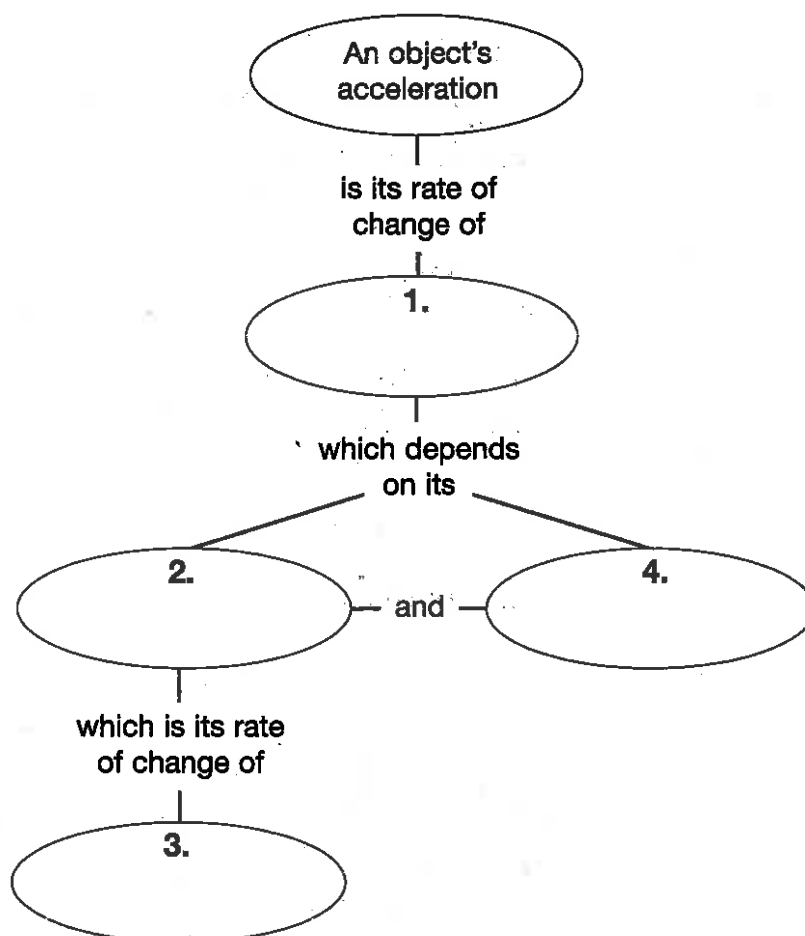 An object's
acceleration
is its rate of
change of
1.
which depends
on its
2.
and
4.
which is its rate
of change of
3.